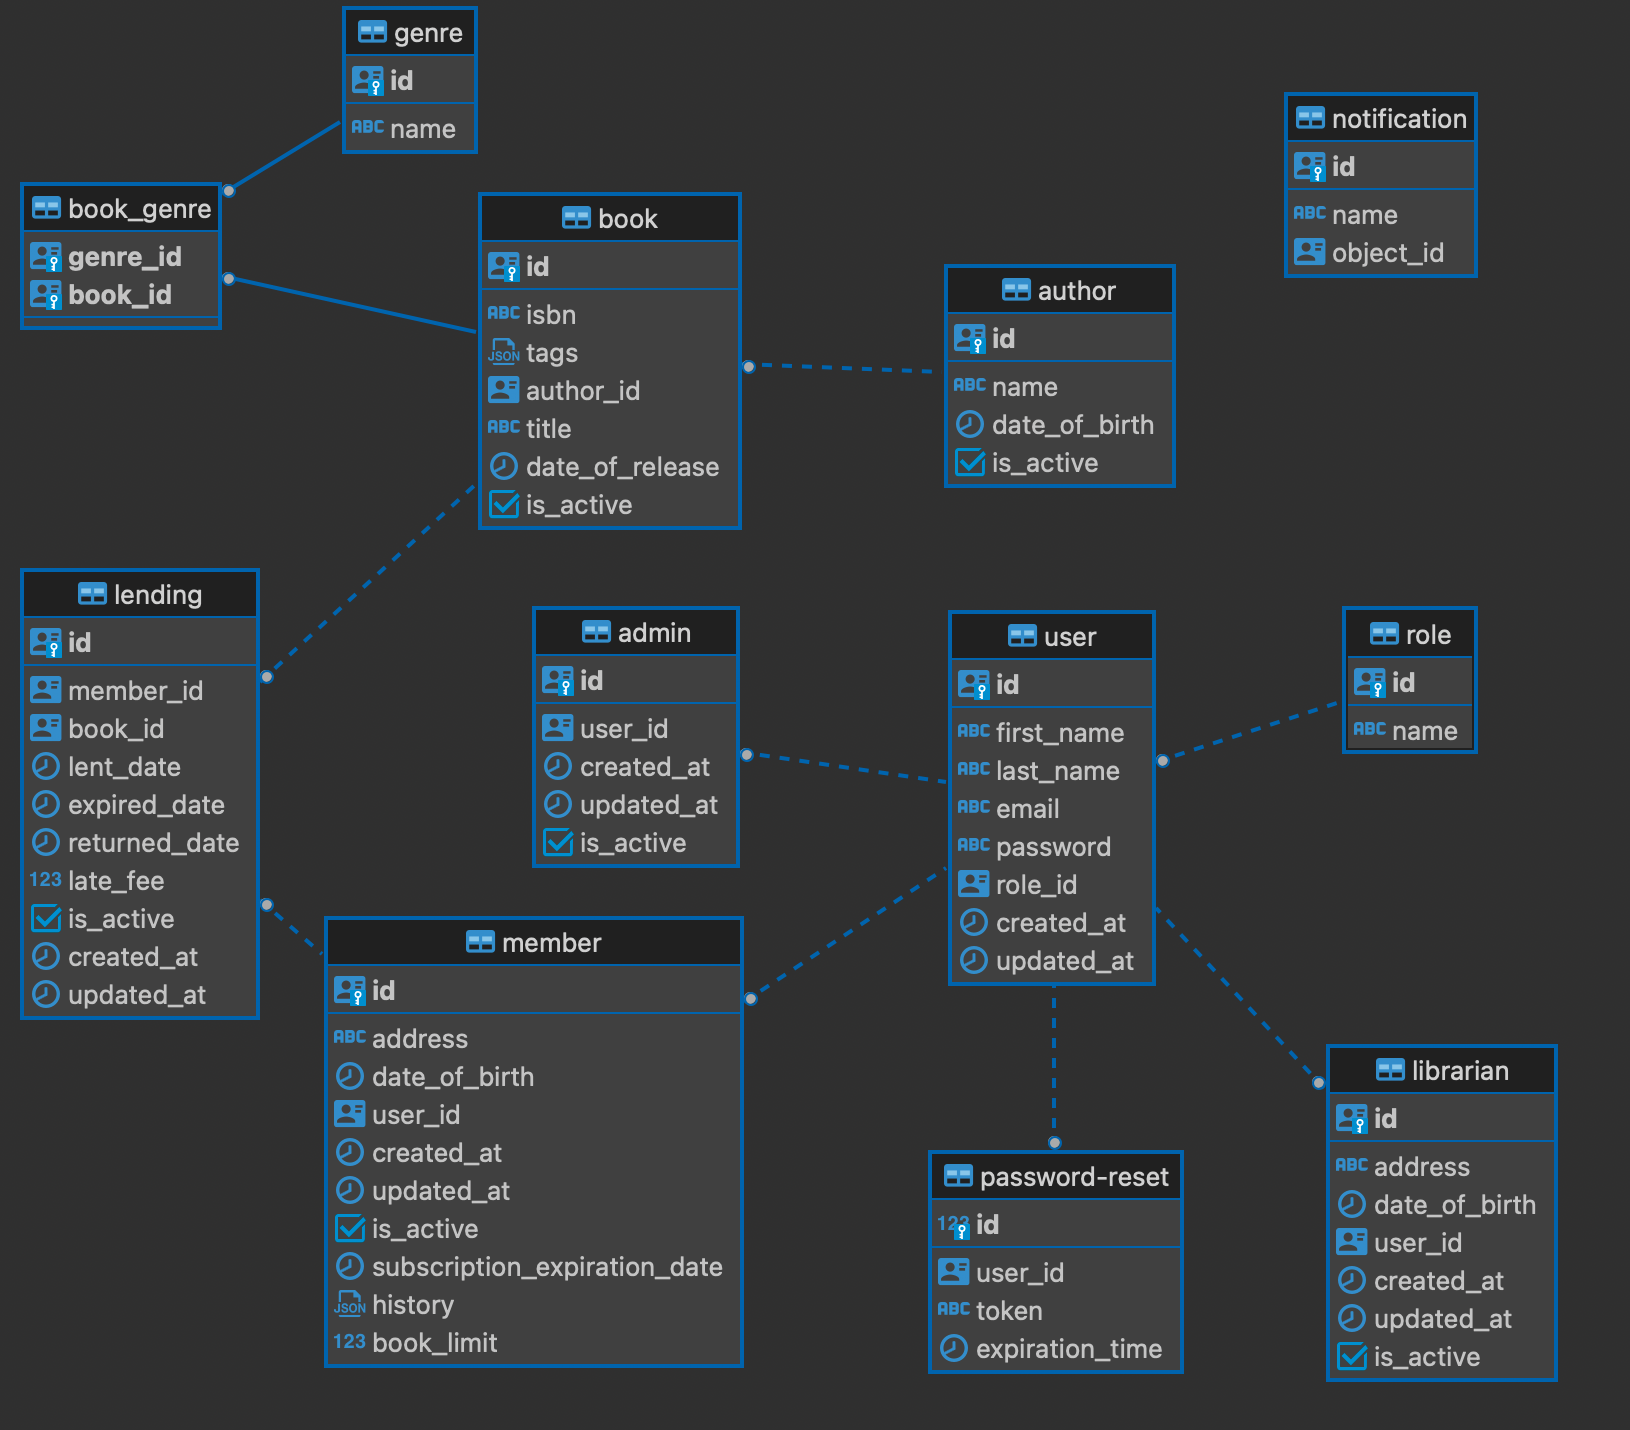 genre
id
ABC name
book_genre
genre_id
book_id
book
id
ABC isbn
JSON tags
author_id
ABC title
date_of_release
is_active
author
id
ABC name
date_of_birth
is_active
notification
id
ABC name
object_id
lending
id
member_id
book_id
lent_date
expired_date
returned_date
123 late_fee
is_active
created_at
updated_at
admin
id
user_id
created_at
updated_at
is_active
user
id
ABC first_name
ABC last_name
ABC email
ABC password
role_id
created_at
updated_at
role
id
ABC name
member
id
ABC address
date_of_birth
user_id
created_at
updated_at
is_active
subscription_expiration_date
JSON history
123 book_limit
password-reset
123 id
user_id
ABC token
expiration_time
librarian
id
ABC address
date_of_birth
user_id
created_at
updated_at
is_active